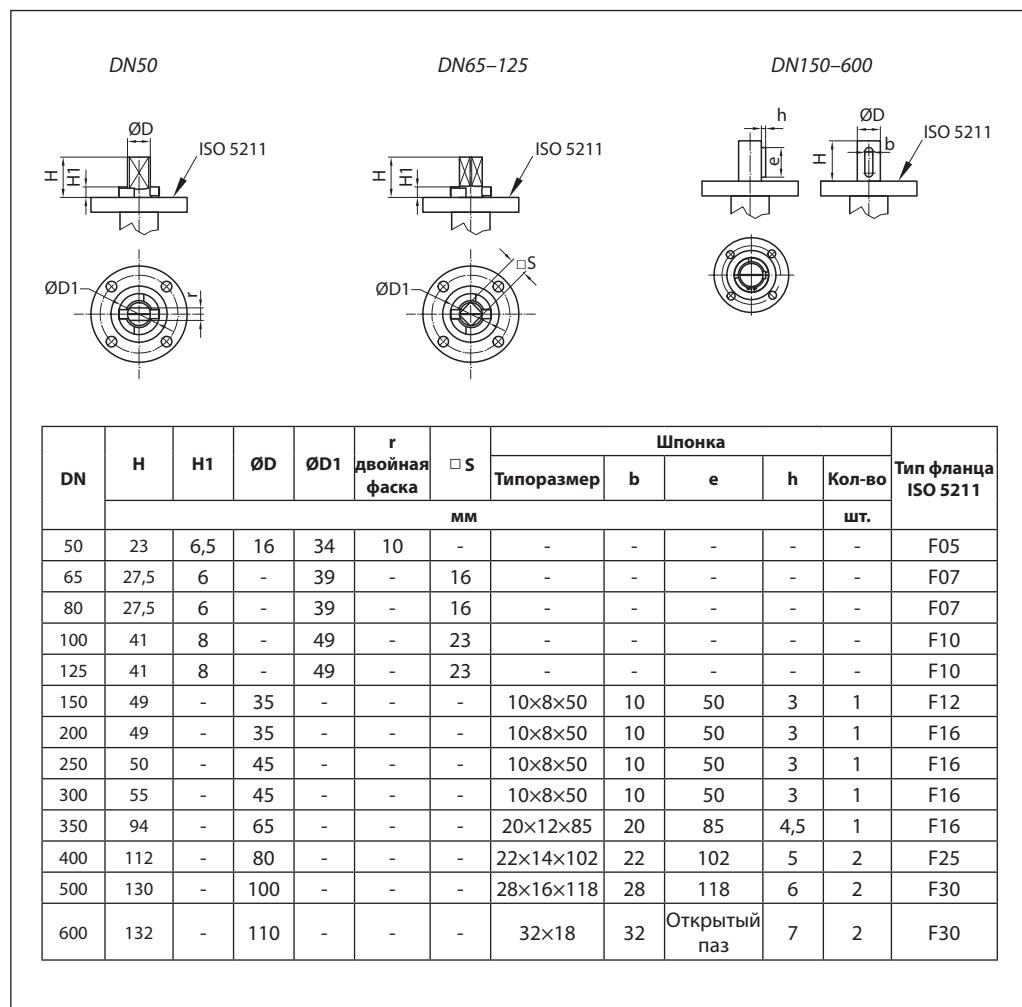 DN50 DN65–125 DN150–600
ØD ISO 5211 H H1
ISO 5211 H H1
h ØD ISO 5211 H e b
ØD1 r
ØD1 □S
DN H H1 ØD ØD1 r двойная фаска □ S Шпонка Тип фланца ISO 5211
Типоразмер b e h Кол-во
мм шт.
50 23 6,5 16 34 10 - - - - - - F05
65 27,5 6 - 39 - 16 - - - - - F07
80 27,5 6 - 39 - 16 - - - - - F07
100 41 8 - 49 - 23 - - - - - F10
125 41 8 - 49 - 23 - - - - - F10
150 49 - 35 - - - 10×8×50 10 50 3 1 F12
200 49 - 35 - - - 10×8×50 10 50 3 1 F16
250 50 - 45 - - - 10×8×50 10 50 3 1 F16
300 55 - 45 - - - 10×8×50 10 50 3 1 F16
350 94 - 65 - - - 20×12×85 20 85 4,5 1 F16
400 112 - 80 - - - 22×14×102 22 102 5 2 F25
500 130 - 100 - - - 28×16×118 28 118 6 2 F30
600 132 - 110 - - - 32×18 32 Открытый паз 7 2 F30